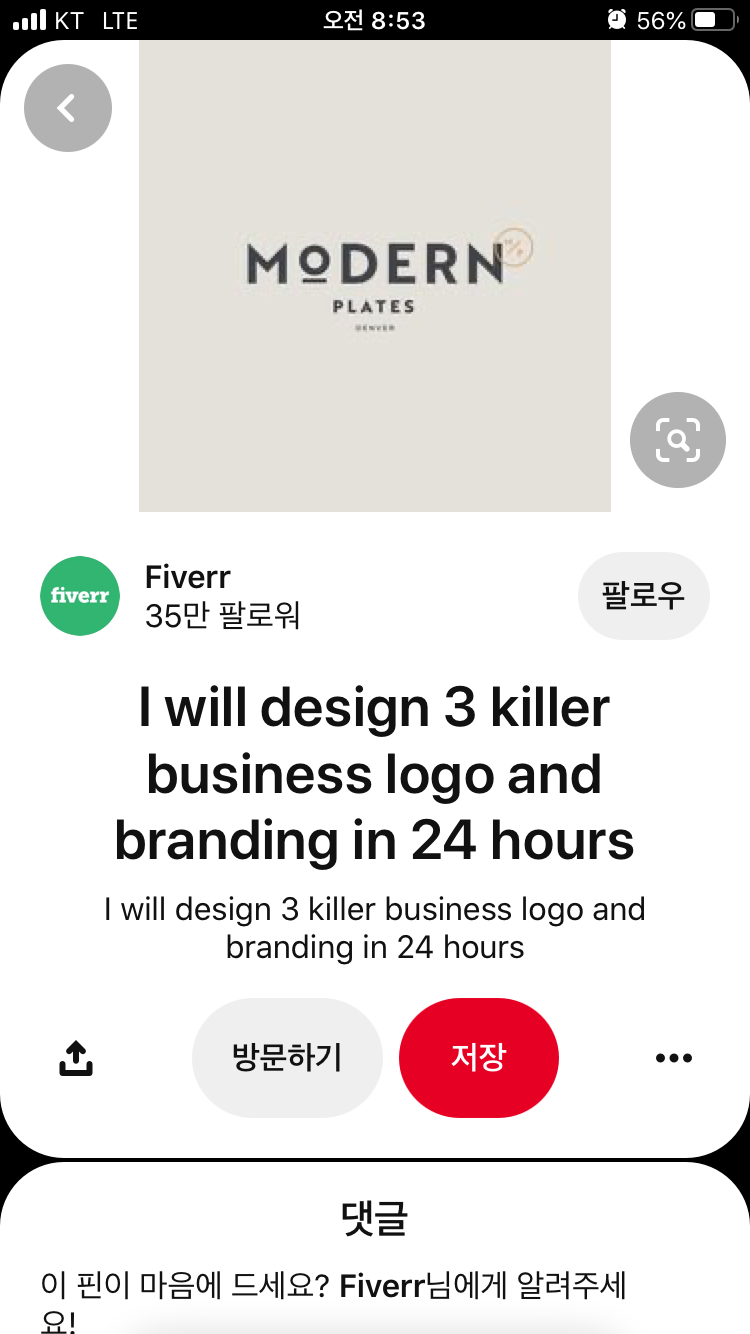 KT LTE 오전 8:53 56%
MODERN
PLATES
DENVER
fiverr
Fiverr
35만 팔로워
팔로우
I will design 3 killer
business logo and
branding in 24 hours
I will design 3 killer business logo and
branding in 24 hours
방문하기
저장
댓글
이 핀이 마음에 드세요? Fiverr님에게 알려주세
요!